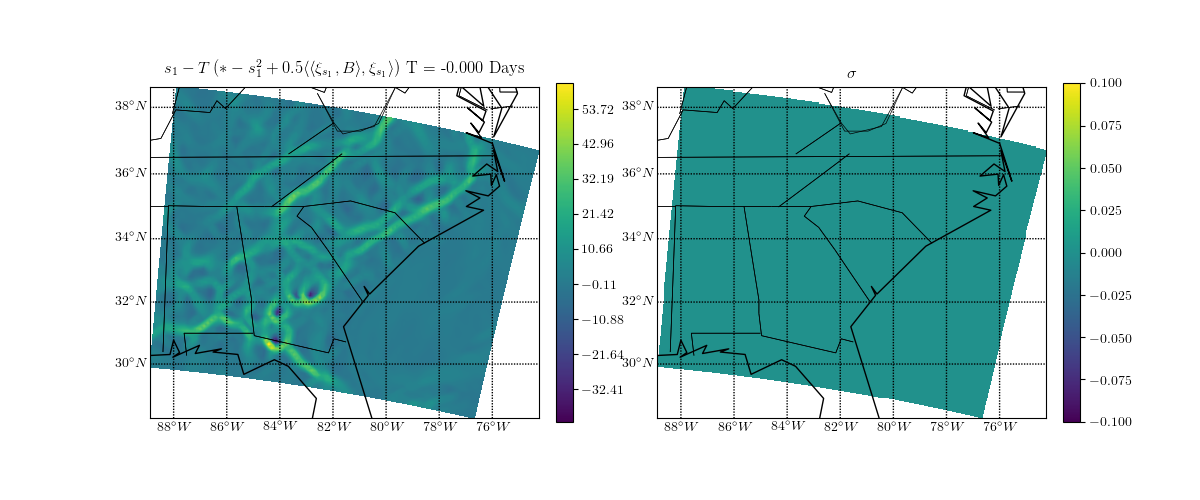 $s_1 - T\left(* - s_1^2 + 0.5\langle\langle\xi_{s_1}, B\rangle, \xi_{s_1}\rangle\right)$ T = -0.000 Days
σ
38°N
36°N
34°N
32°N
30°N
88°W 86°W 84°W 82°W 80°W 78°W 76°W
53.72
42.96
32.19
21.42
10.66
−0.11
−10.88
−21.64
−32.41
38°N
36°N
34°N
32°N
30°N
88°W 86°W 84°W 82°W 80°W 78°W 76°W
0.100
0.075
0.050
0.025
0.000
−0.025
−0.050
−0.075
−0.100